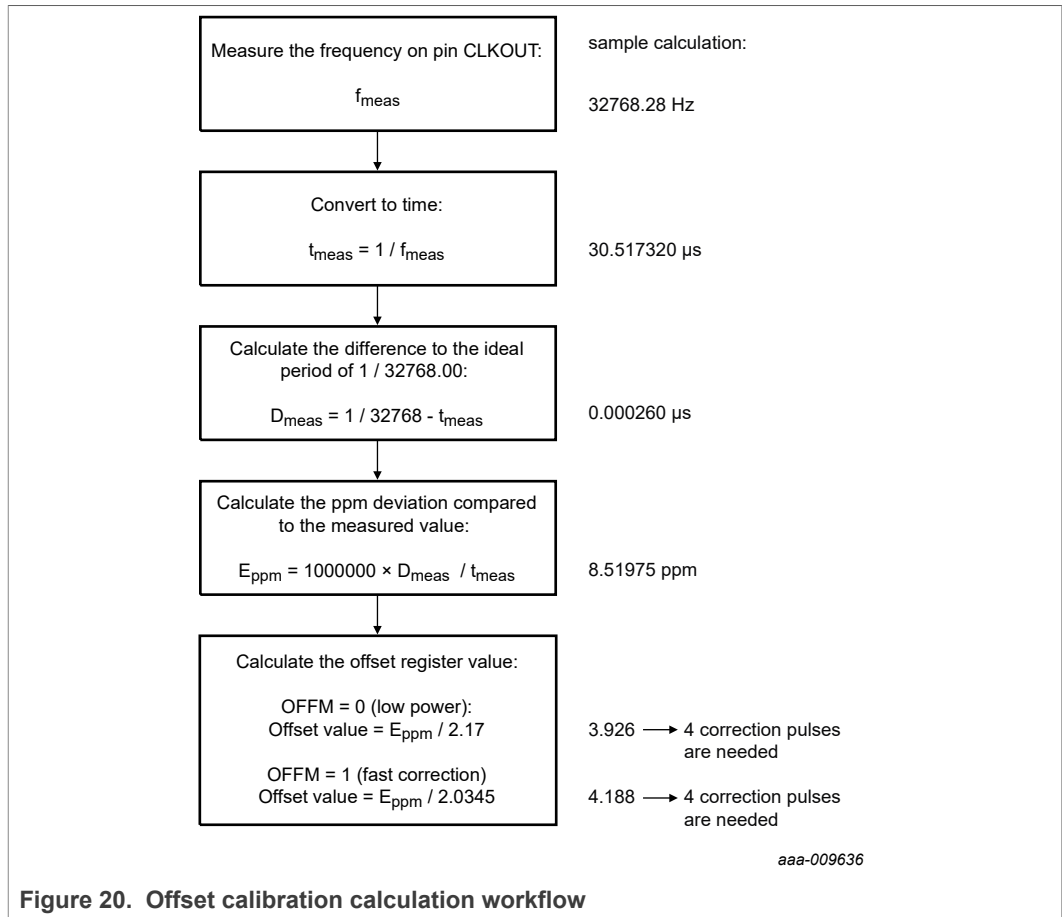 Measure the frequency on pin CLKOUT:
fmeas
sample calculation:
32768.28 Hz
Convert to time:
tmeas = 1 / fmeas
30.517320 µs
Calculate the difference to the ideal
period of 1 / 32768.00:
Dmeas = 1 / 32768 - tmeas
0.000260 µs
Calculate the ppm deviation compared
to the measured value:
Eppm = 1000000 × Dmeas / tmeas
8.51975 ppm
Calculate the offset register value:
OFFM = 0 (low power):
Offset value = Eppm / 2.17
3.926 → 4 correction pulses
are needed
OFFM = 1 (fast correction)
Offset value = Eppm / 2.0345
4.188 → 4 correction pulses
are needed
aaa-009636
Figure 20. Offset calibration calculation workflow